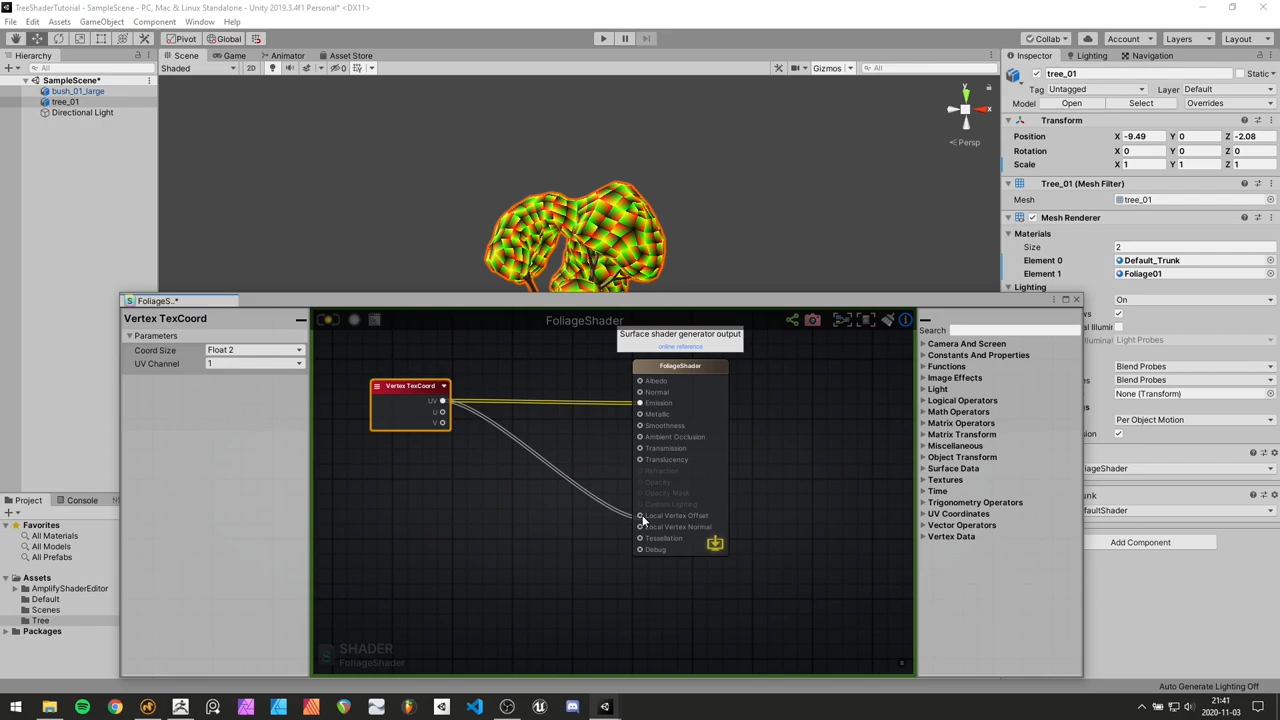 TreeShaderTutorial - SampleScene - PC, Mac & Linux Standalone - Unity 2019.3.4f1 Personal* <DX11>
File Edit Assets GameObject Component Window Help
Pivot Global Collab Account Layers Layout
Hierarchy
All
SampleScene*
bush_01_large
tree_01
Directional Light
Scene Game Animator Asset Store
Shaded 2D 0 Gizmos All
y
x
Persp
Inspector Lighting Navigation
tree_01 Static
Tag Untagged Layer Default
Model Open Select Overrides
Transform
Position X -9.49 Y 0 Z -2.08
Rotation X 0 Y 0 Z 0
Scale X 1 Y 1 Z 1
Tree_01 (Mesh Filter)
Mesh tree_01
Mesh Renderer
Materials
Size 2
Element 0 Default_Trunk
Element 1 Foliage01
Lighting
On
Light Probes
Blend Probes
Blend Probes
None (Transform)
Per Object Motion
Add Component
FoliageS..*
Vertex TexCoord
Parameters
Coord Size Float 2
UV Channel 1
FoliageShader
Surface shader generator output
online reference
Vertex TexCoord
UV
U
V
FoliageShader
Albedo
Normal
Emission
Metallic
Smoothness
Ambient Occlusion
Transmission
Translucency
Refraction
Opacity
Opacity Mask
Custom Lighting
Local Vertex Offset
Local Vertex Normal
Tessellation
Debug
SHADER
FoliageShader
Search
Camera And Screen
Constants And Properties
Functions
Image Effects
Light
Logical Operators
Math Operators
Matrix Operators
Matrix Transform
Miscellaneous
Object Transform
Surface Data
Textures
Time
Trigonometry Operators
UV Coordinates
Vector Operators
Vertex Data
Project Console
Favorites
All Materials
All Models
All Prefabs
Assets
AmplifyShaderEditor
Default
Scenes
Tree
Packages
Auto Generate Lighting Off
21:41
2020-11-03